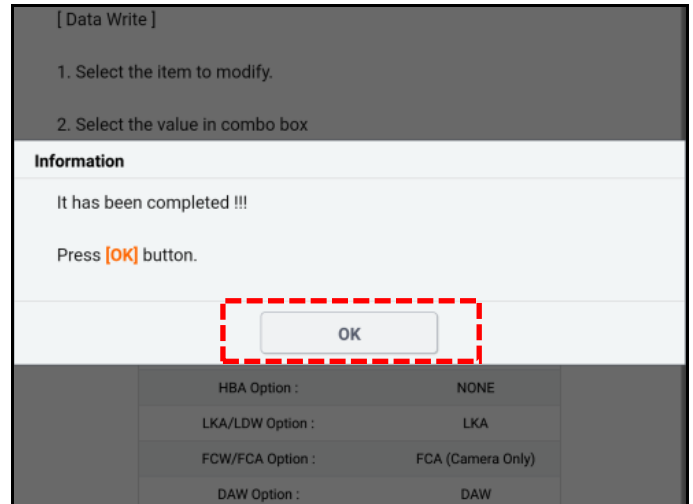 [ Data Write ]
1. Select the item to modify.
2. Select the value in combo box
Information
It has been completed !!!
Press [OK] button.
OK
HBA Option : NONE
LKA/LDW Option : LKA
FCW/FCA Option : FCA (Camera Only)
DAW Option : DAW